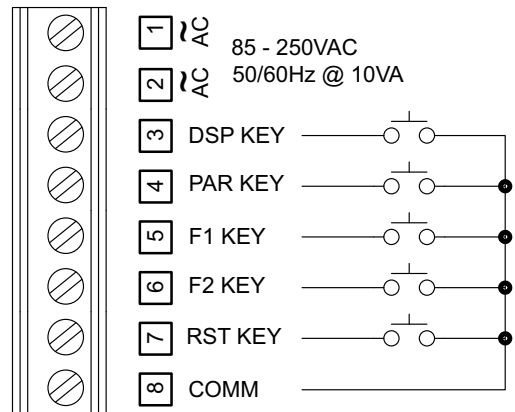 1 ~ AC
85 - 250VAC
2 ~ AC
50/60Hz @ 10VA
3 DSP KEY
4 PAR KEY
5 F1 KEY
6 F2 KEY
7 RST KEY
8 COMM